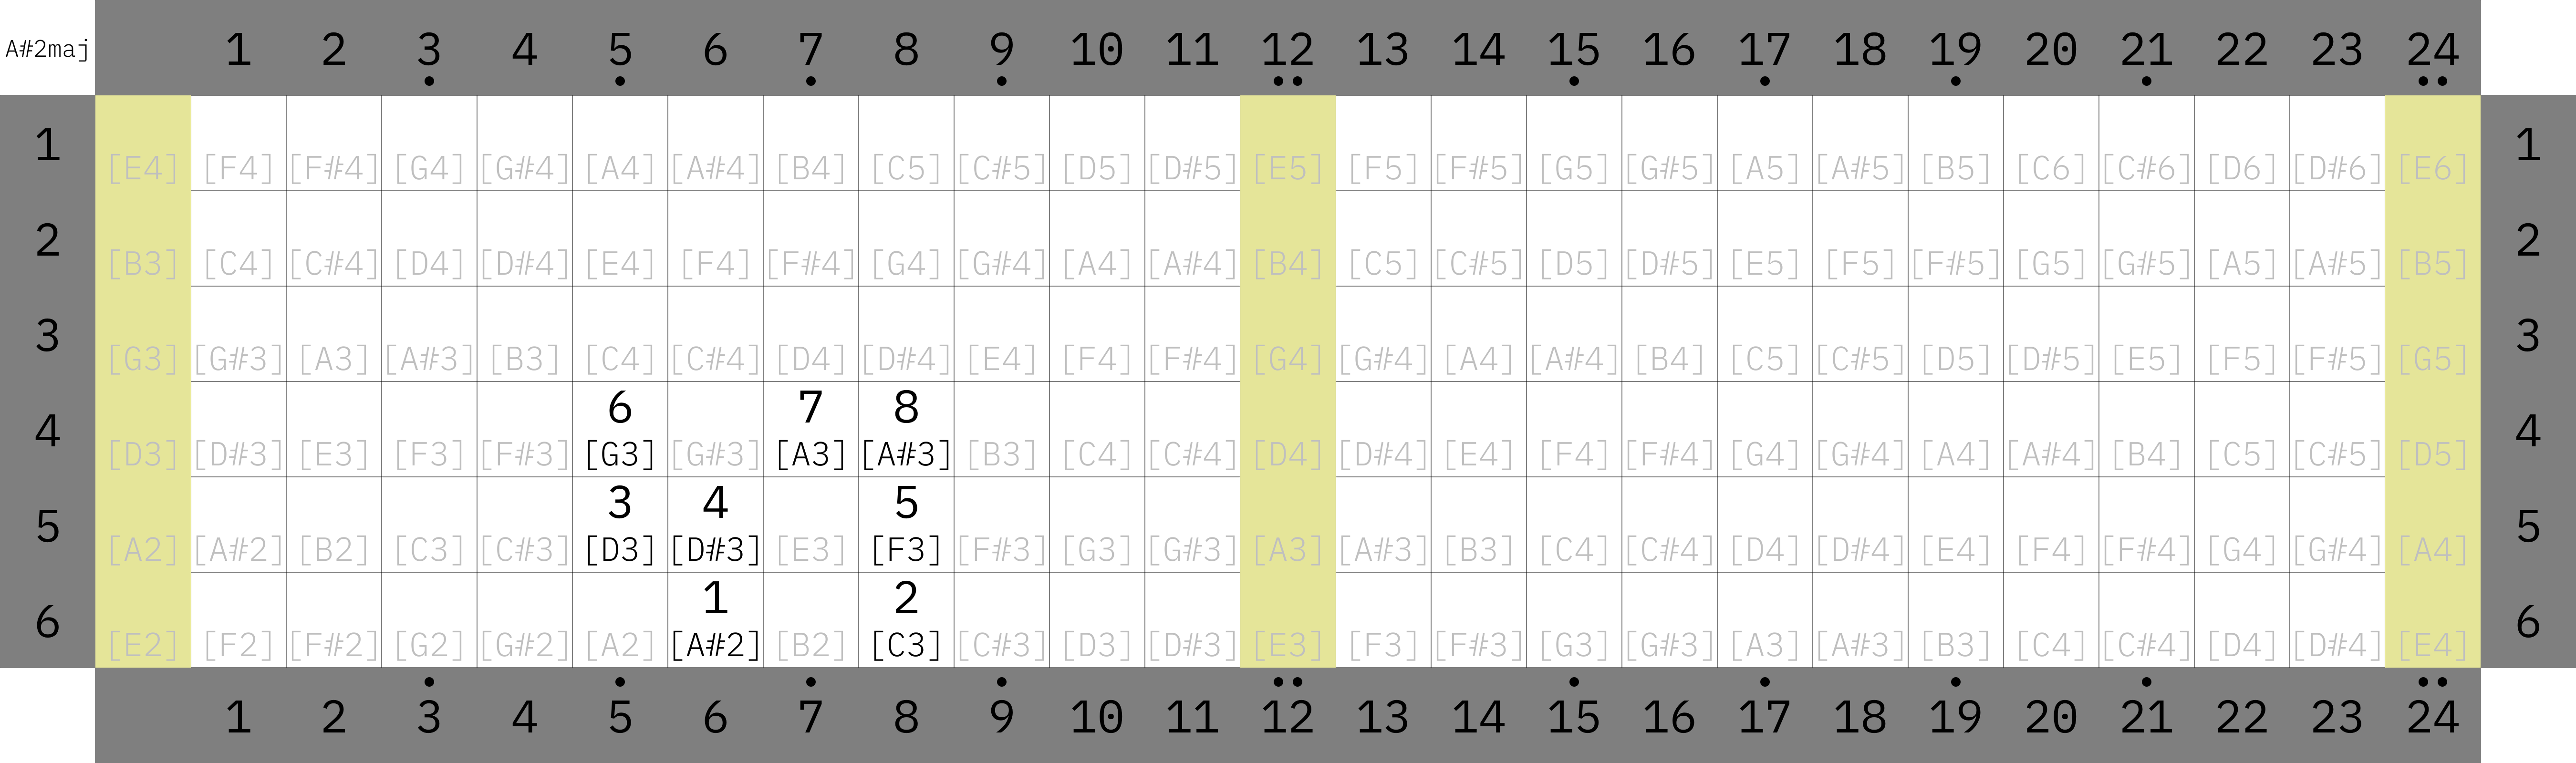 A#2maj 1 2 3 4 5 6 7 8 9 10 11 12 13 14 15 16 17 18 19 20 21 22 23 24
1 [E4] [F4] [F#4] [G4] [G#4] [A4] [A#4] [B4] [C5] [C#5] [D5] [D#5] [E5] [F5] [F#5] [G5] [G#5] [A5] [A#5] [B5] [C6] [C#6] [D6] [D#6] [E6] 1
2 [B3] [C4] [C#4] [D4] [D#4] [E4] [F4] [F#4] [G4] [G#4] [A4] [A#4] [B4] [C5] [C#5] [D5] [D#5] [E5] [F5] [F#5] [G5] [G#5] [A5] [A#5] [B5] 2
3 [G3] [G#3] [A3] [A#3] [B3] [C4] [C#4] [D4] [D#4] [E4] [F4] [F#4] [G4] [G#4] [A4] [A#4] [B4] [C5] [C#5] [D5] [D#5] [E5] [F5] [F#5] [G5] 3
6 7 8
4 [D3] [D#3] [E3] [F3] [F#3] [G3] [G#3] [A3] [A#3] [B3] [C4] [C#4] [D4] [D#4] [E4] [F4] [F#4] [G4] [G#4] [A4] [A#4] [B4] [C5] [C#5] [D5] 4
3 4 5
5 [A2] [A#2] [B2] [C3] [C#3] [D3] [D#3] [E3] [F3] [F#3] [G3] [G#3] [A3] [A#3] [B3] [C4] [C#4] [D4] [D#4] [E4] [F4] [F#4] [G4] [G#4] [A4] 5
1 2
6 [E2] [F2] [F#2] [G2] [G#2] [A2] [A#2] [B2] [C3] [C#3] [D3] [D#3] [E3] [F3] [F#3] [G3] [G#3] [A3] [A#3] [B3] [C4] [C#4] [D4] [D#4] [E4] 6
1 2 3 4 5 6 7 8 9 10 11 12 13 14 15 16 17 18 19 20 21 22 23 24